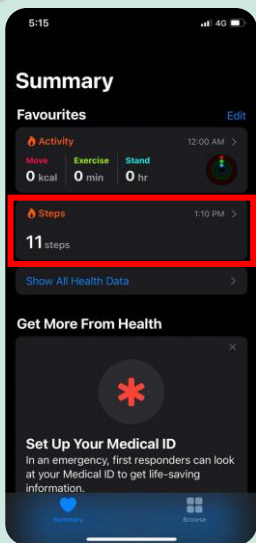 5:15 4G
Summary
Favourites Edit
Activity 12:00 AM
Move Exercise Stand
0 kcal 0 min 0 hr
Steps 1:10 PM
11 steps
Show All Health Data
Get More From Health
Set Up Your Medical ID
In an emergency, first responders can look
at your Medical ID to get life-saving
information.
Summary Browse